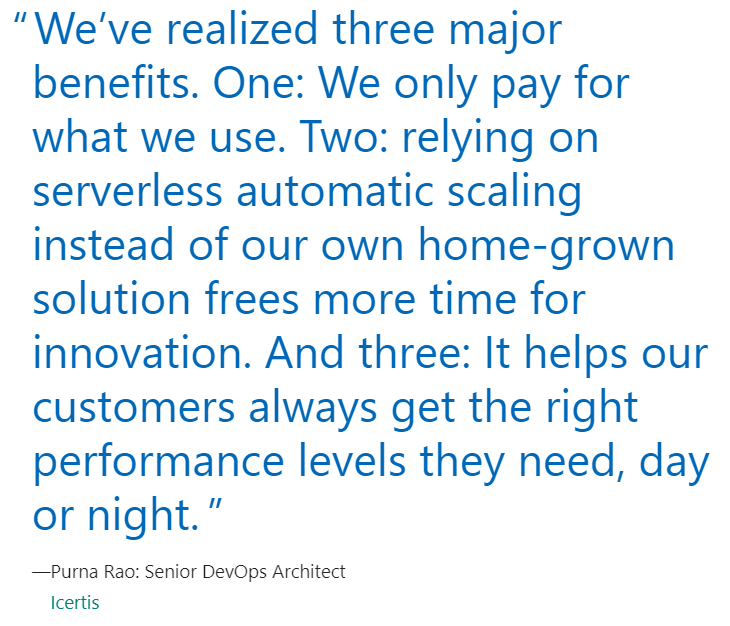 “We’ve realized three major
benefits. One: We only pay for
what we use. Two: relying on
serverless automatic scaling
instead of our own home-grown
solution frees more time for
innovation. And three: It helps our
customers always get the right
performance levels they need, day
or night.”
—Purna Rao: Senior DevOps Architect
Icertis